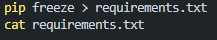 pip freeze > requirements.txt
cat requirements.txt